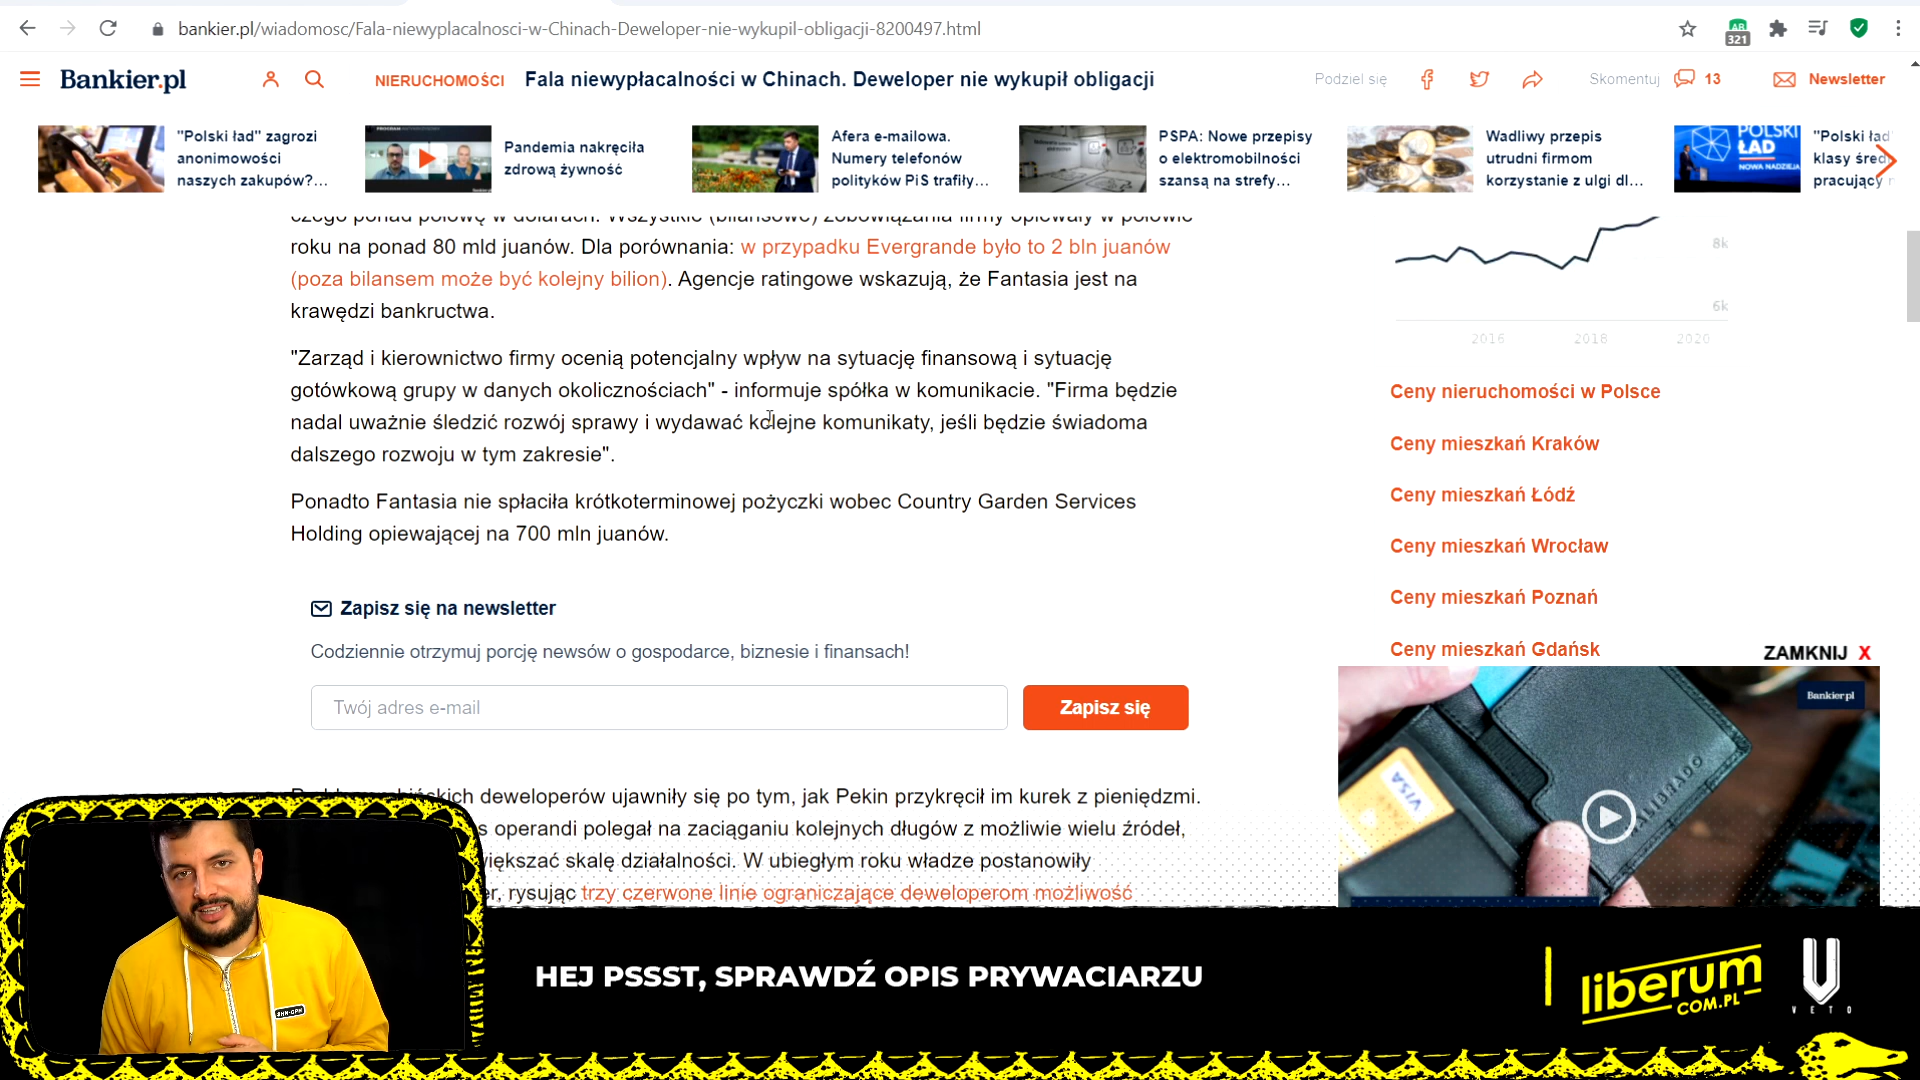 bankier.pl/wiadomosc/Fala-niewyplacalnosci-w-Chinach-Deweloper-nie-wykupil-obligacji-8200497.html
321
Bankier.pl
NIERUCHOMOŚCI
Fala niewypłacalności w Chinach. Deweloper nie wykupił obligacji
Podziel się
Skomentuj
13
Newsletter
"Polski ład" zagrozi
anonimowości
naszych zakupów?...
Pandemia nakręciła
zdrową żywność
Afera e-mailowa.
Numery telefonów
polityków PiS trafiły...
PSPA: Nowe przepisy
o elektromobilności
szansą na strefy...
Wadliwy przepis
utrudni firmom
korzystanie z ulgi dl...
POLSKI
ŁAD
NOWA NADZIEJA
"Polski ład
klasy śred
pracujący
czego ponad połowę w dolarach. Wszystkie (bilansowe) zobowiązania firmy opiewały w połowie
roku na ponad 80 mld juanów. Dla porównania: w przypadku Evergrande było to 2 bln juanów
(poza bilansem może być kolejny bilion). Agencje ratingowe wskazują, że Fantasia jest na
krawędzi bankructwa.
"Zarząd i kierownictwo firmy ocenią potencjalny wpływ na sytuację finansową i sytuację
gotówkową grupy w danych okolicznościach" - informuje spółka w komunikacie. "Firma będzie
nadal uważnie śledzić rozwój sprawy i wydawać kolejne komunikaty, jeśli będzie świadoma
dalszego rozwoju w tym zakresie".
Ponadto Fantasia nie spłaciła krótkoterminowej pożyczki wobec Country Garden Services
Holding opiewającej na 700 mln juanów.
Zapisz się na newsletter
Codziennie otrzymuj porcję newsów o gospodarce, biznesie i finansach!
Twój adres e-mail
Zapisz się
deweloperów ujawniły się po tym, jak Pekin przykręcił im kurek z pieniędzmi.
s operandi polegał na zaciąganiu kolejnych długów z możliwie wielu źródeł,
większać skalę działalności. W ubiegłym roku władze postanowiły
er, rysując trzy czerwone linie ograniczające deweloperom możliwość
8k
6k
2016
2018
2020
Ceny nieruchomości w Polsce
Ceny mieszkań Kraków
Ceny mieszkań Łódź
Ceny mieszkań Wrocław
Ceny mieszkań Poznań
Ceny mieszkań Gdańsk
ZAMKNIJ X
Bankier.pl
VISA
HEJ PSSST, SPRAWDŹ OPIS PRYWACIARZU
liberum
COM.PL
VETO